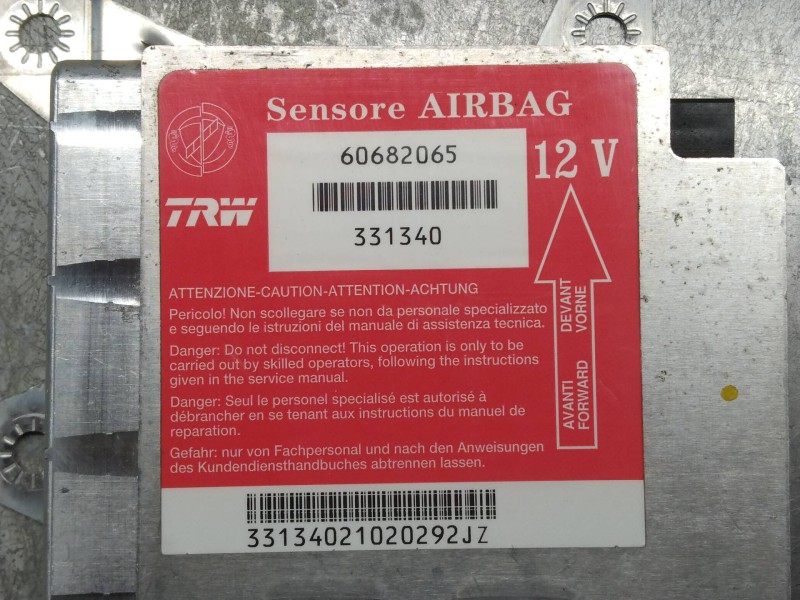 Sensore AIRBAG
60682065
12 V
TRW
331340
ATTENZIONE-CAUTION-ATTENTION-ACHTUNG
Pericolo! Non scollegare se non da personale specializzato
e seguendo le istruzioni del manuale di assistenza tecnica.
Danger: Do not disconnect! This operation is only to be
carried out by skilled operators, following the instructions
given in the service manual.
Danger: Seul le personel specialisé est autorisé à
débrancher en se tenant aux instructions du manuel de
reparation.
Gefahr: nur von Fachpersonal und nach den Anweisungen
des Kundendiensthandbuches abtrennen lassen.
AVANTI DEVANT
FORWARD VORNE
33134021020292JZ